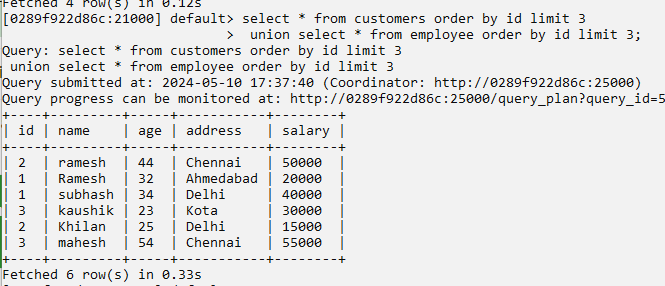 Fetched 4 row(s) in 0.12s
[0289f922d86c:21000] default> select * from customers order by id limit 3
> union select * from employee order by id limit 3;
Query: select * from customers order by id limit 3
union select * from employee order by id limit 3
Query submitted at: 2024-05-10 17:37:40 (Coordinator: http://0289f922d86c:25000)
Query progress can be monitored at: http://0289f922d86c:25000/query_plan?query_id=5
+----+---------+-----+-----------+--------+
| id | name    | age | address   | salary |
+----+---------+-----+-----------+--------+
| 2  | ramesh  | 44  | Chennai   | 50000  |
| 1  | Ramesh  | 32  | Ahmedabad | 20000  |
| 1  | subhash | 34  | Delhi     | 40000  |
| 3  | kaushik | 23  | Kota      | 30000  |
| 2  | Khilan  | 25  | Delhi     | 15000  |
| 3  | mahesh  | 54  | Chennai   | 55000  |
+----+---------+-----+-----------+--------+
Fetched 6 row(s) in 0.33s